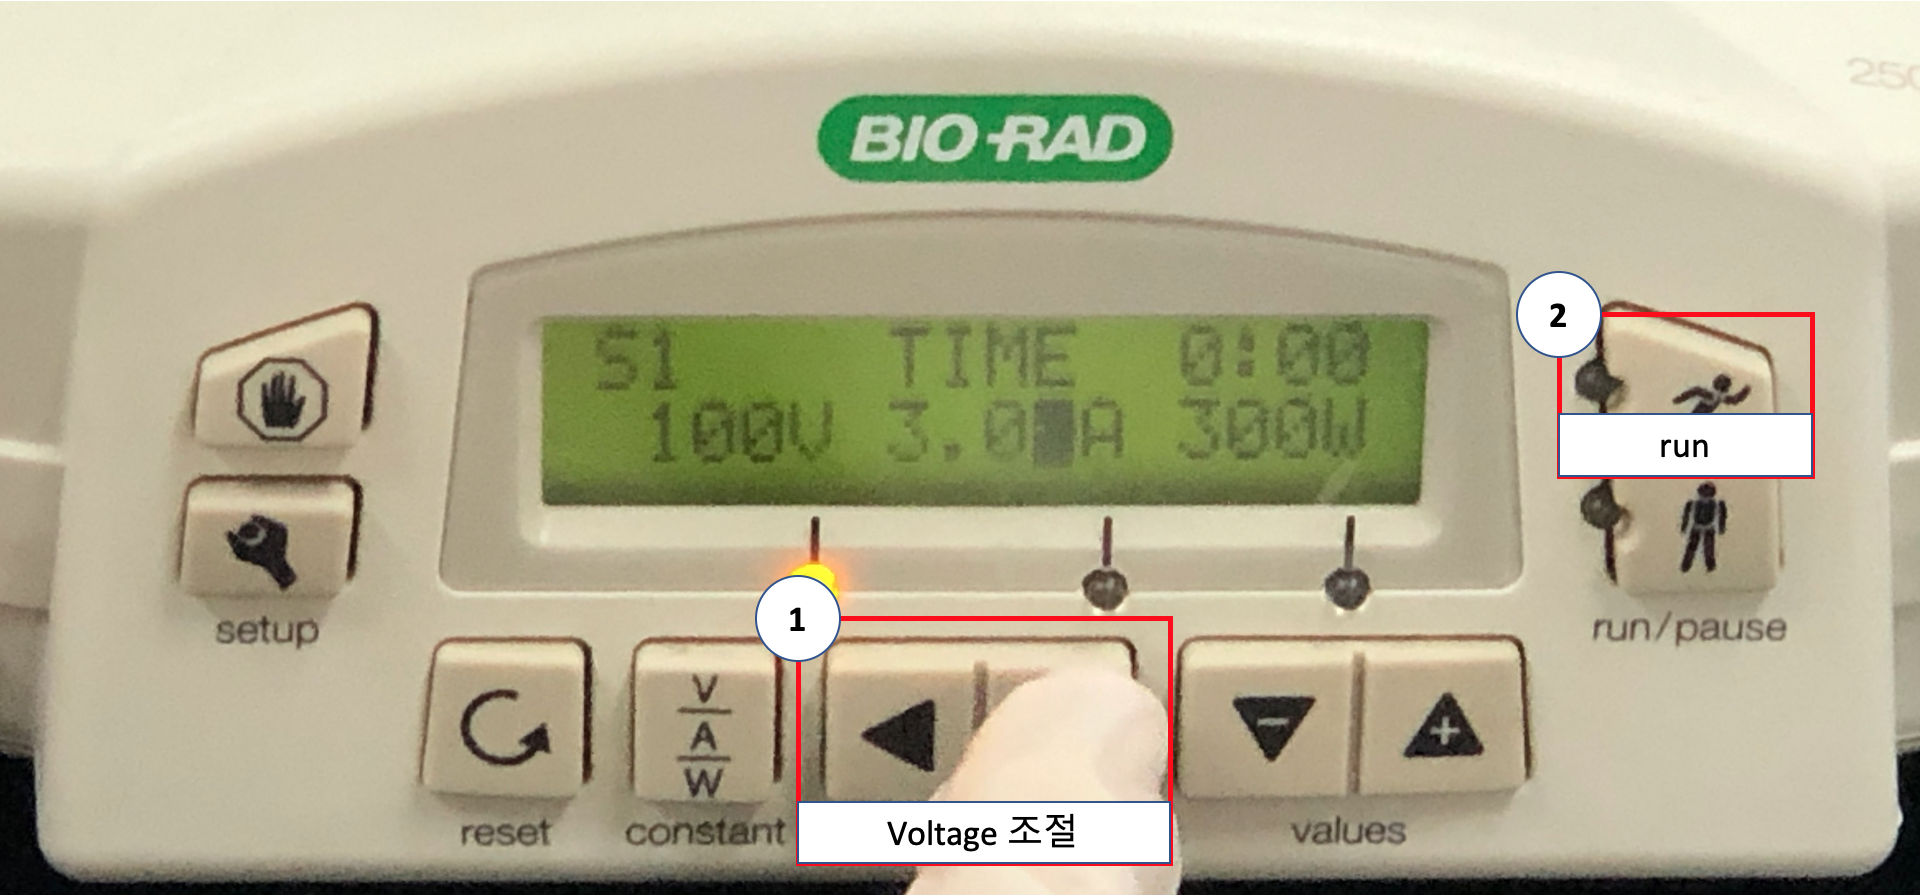 250
BIO-RAD
S1 TIME 0:00
100V 3.0 A 300W
2
run
1
setup
run/pause
V
A
W
reset
constant
Voltage 조절
values
- +